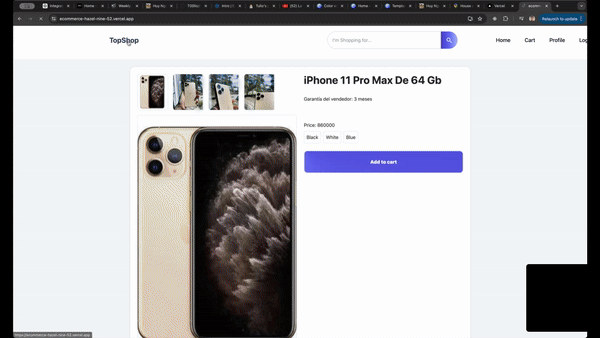 Relaunch to update
ecommerce-hazel-nine-52.vercel.app
TopShop
I'm Shopping for...
Home
Cart
Profile
iPhone 11 Pro Max De 64 Gb
Garantía del vendedor: 3 meses
Price: 860000
Black
White
Blue
Add to cart
https://ecommerce-hazel-nine-52.vercel.app